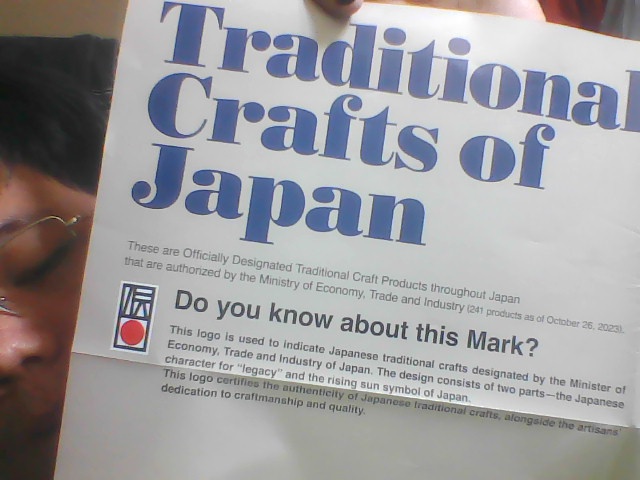 Traditional
Crafts of
Japan
These are Officially Designated Traditional Craft Products throughout Japan
that are authorized by the Ministry of Economy, Trade and Industry (241 products as of October 26, 2023).
Do you know about this Mark?
This logo is used to indicate Japanese traditional crafts designated by the Minister of
Economy, Trade and Industry of Japan. The design consists of two parts—the Japanese
character for "legacy" and the rising sun symbol of Japan.
This logo certifies the authenticity of Japanese traditional crafts, alongside the artisans
dedication to craftmanship and quality.